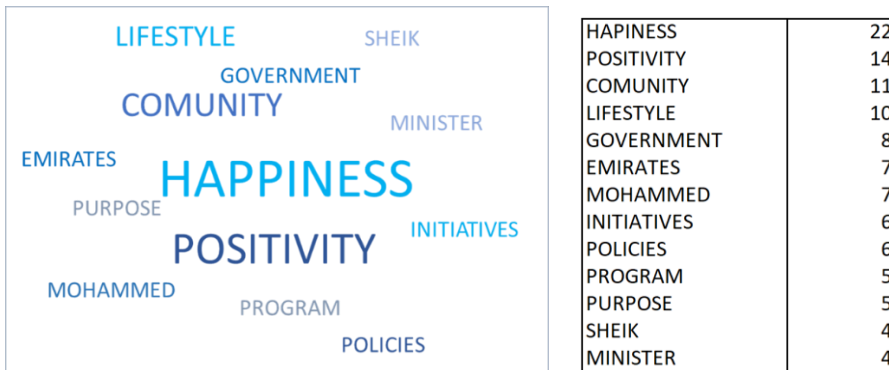 LIFESTYLE
SHEIK
GOVERNMENT
COMUNITY
MINISTER
EMIRATES
HAPPINESS
PURPOSE
INITIATIVES
POSITIVITY
MOHAMMED
PROGRAM
POLICIES
HAPINESS 22
POSITIVITY 14
COMUNITY 11
LIFESTYLE 10
GOVERNMENT 8
EMIRATES 7
MOHAMMED 7
INITIATIVES 6
POLICIES 6
PROGRAM 5
PURPOSE 5
SHEIK 4
MINISTER 4